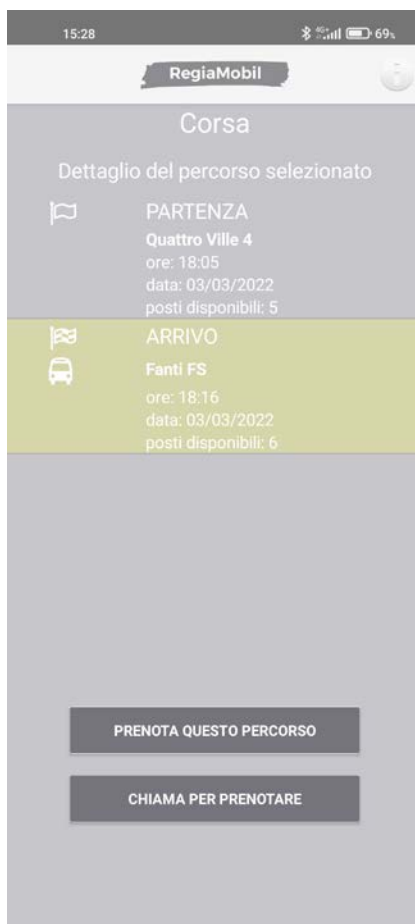 15:28
4G+ 69%
RegiaMobil
Corsa
Dettaglio del percorso selezionato
PARTENZA
Quattro Ville 4
ore: 18:05
data: 03/03/2022
posti disponibili: 5
ARRIVO
Fanti FS
ore: 18:16
data: 03/03/2022
posti disponibili: 6
PRENOTA QUESTO PERCORSO
CHIAMA PER PRENOTARE